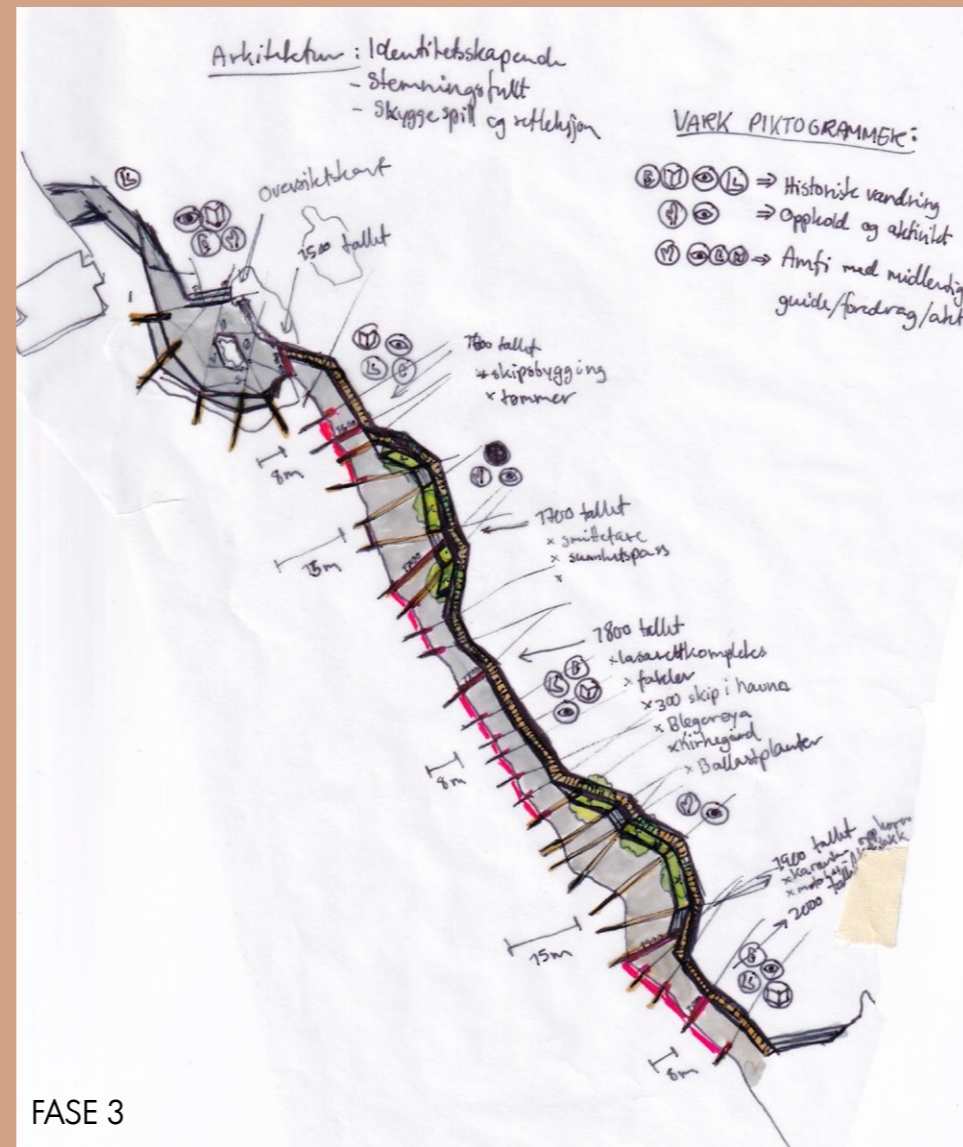 Arkitektur : Identitetsskapende
- Stemningsfullt
- Skyggespill og refleksjon
VARK PIKTOGRAMMER:
⇒ Historisk vandring
⇒ Opphold og aktivitet
⇒ Amfi med midlertidig
guide/foredrag/akt
Oversiktskart
1500 tallet
1600 tallet
* skipsbygging
x tømmer
8m
1700 tallet
x smittefare
x sunnhetspass
x
15m
1800 tallet
x lasarettkompleks
x
x 300 skip i havna
x Blegerøya
x Kirkegård
x Ballastplanter
8m
1900 tallet
2000
15m
8m
FASE 3